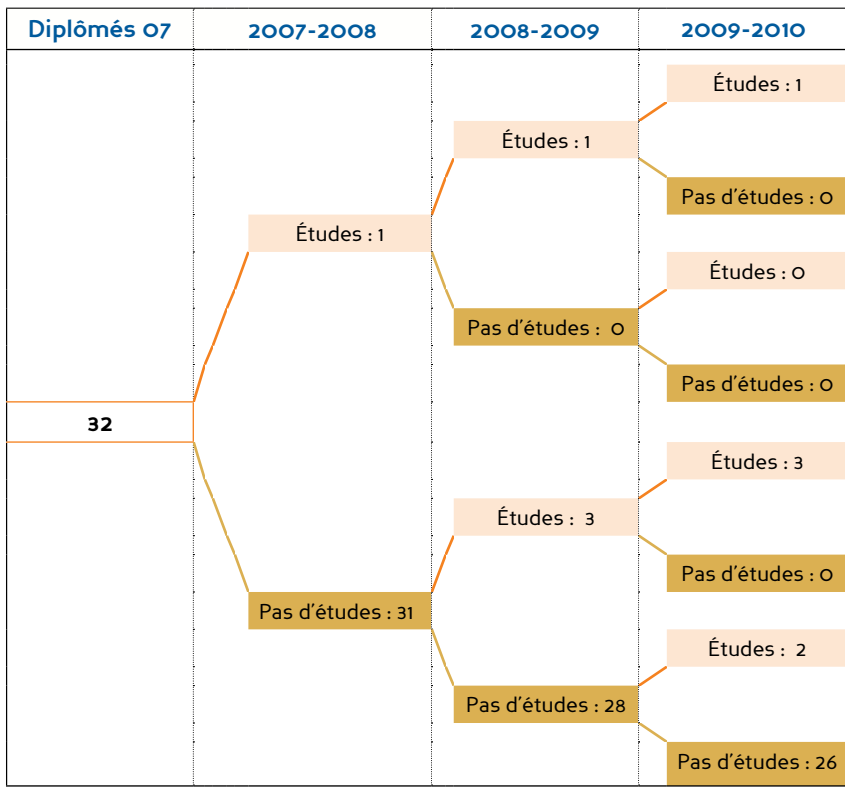 Diplômés 07 2007-2008 2008-2009 2009-2010
Études : 1
Études : 1
Pas d'études : 0
Études : 1
Études : 0
Pas d'études : 0
Pas d'études : 0
32
Études : 3
Études : 3
Pas d'études : 0
Pas d'études : 31
Études : 2
Pas d'études : 28
Pas d'études : 26